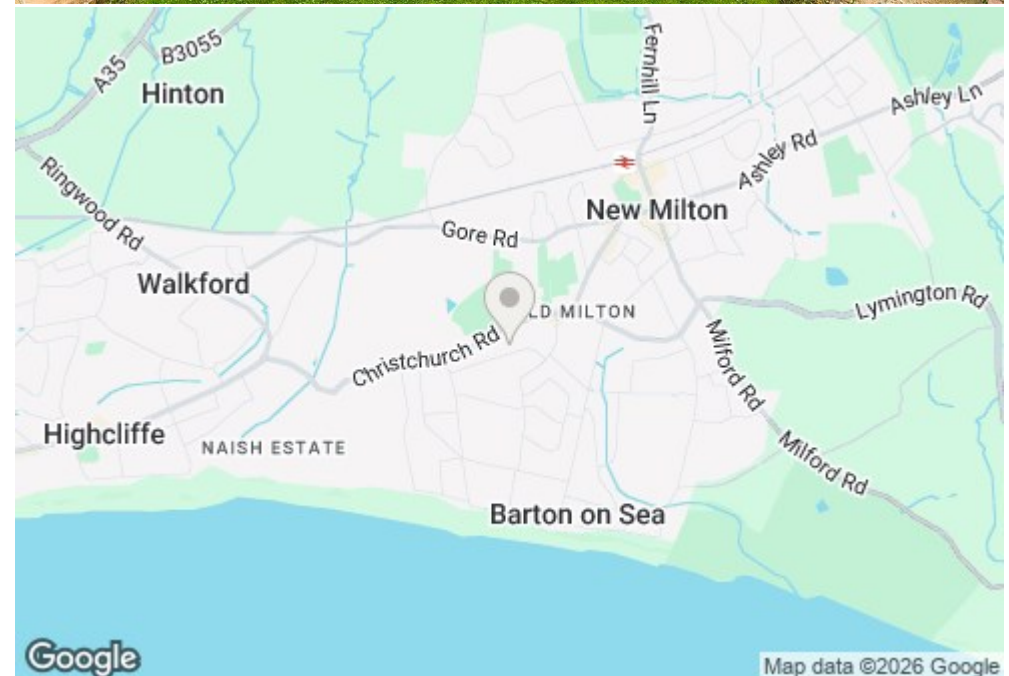 B3055
A35
Hinton
Fernhill Ln
Ashley Ln
Ashley Rd
Ringwood Rd
New Milton
Gore Rd
Walkford
LD MILTON
Lymington Rd
Christchurch Rd
Milford Rd
Highcliffe
NAISH ESTATE
Milford Rd
Barton on Sea
Google
Map data ©2026 Google